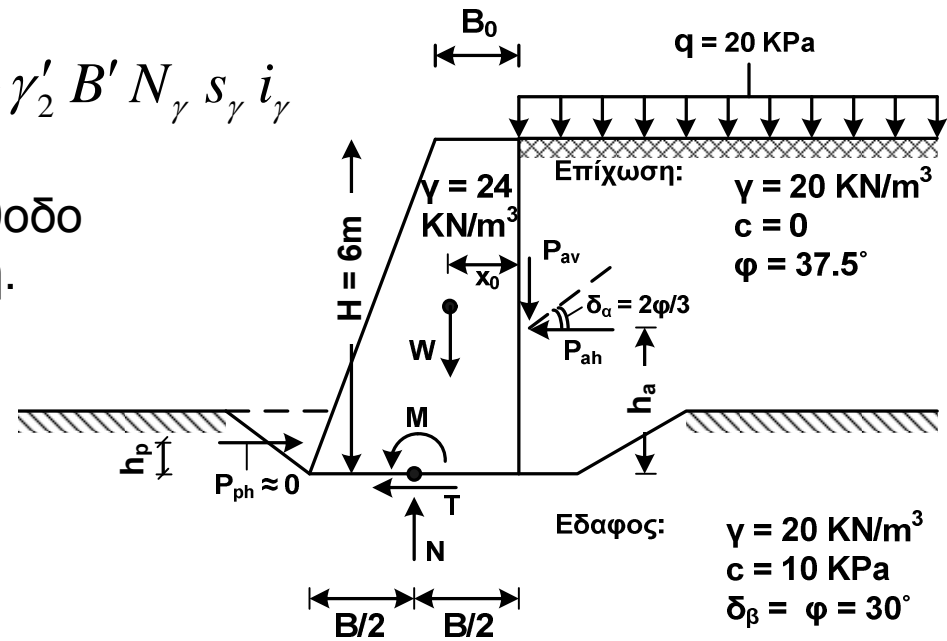 B₀
q = 20 KPa
γ′₂ B′ N_γ s_γ i_γ
Επίχωση:
γ = 20 KN/m³
c = 0
φ = 37.5°
γ = 24
KN/m³
H = 6m
x₀
P_av
δ_α = 2φ/3
P_ah
W
h_a
M
h_p
P_ph ≈ 0
T
N
Εδαφος:
γ = 20 KN/m³
c = 10 KPa
δ_β = φ = 30°
B/2
B/2